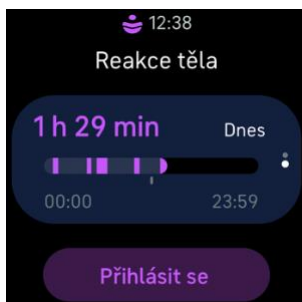 12:38
Reakce těla
1 h 29 min Dnes
00:00 23:59
Přihlásit se